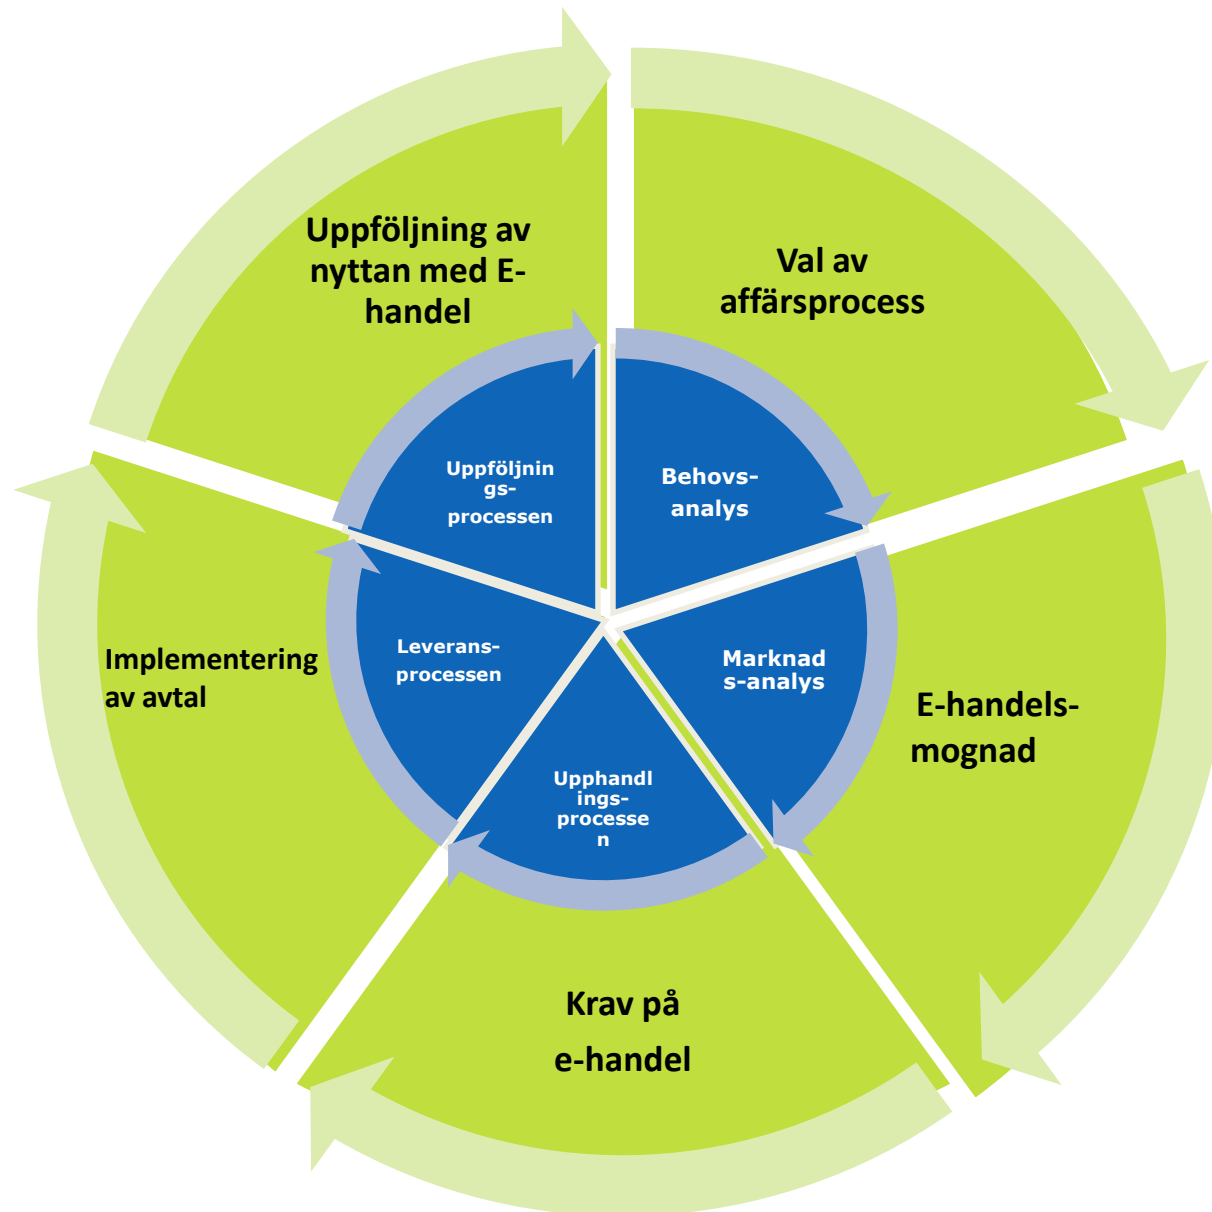 Uppföljning av
nyttan med E-
handel
Val av
affärsprocess
Uppföljnin
gs-
processen
Behovs-
analys
Implementering
av avtal
Leverans-
processen
Marknad
s-analys
E-handels-
mognad
Upphandl
ings-
processe
n
Krav på
e-handel